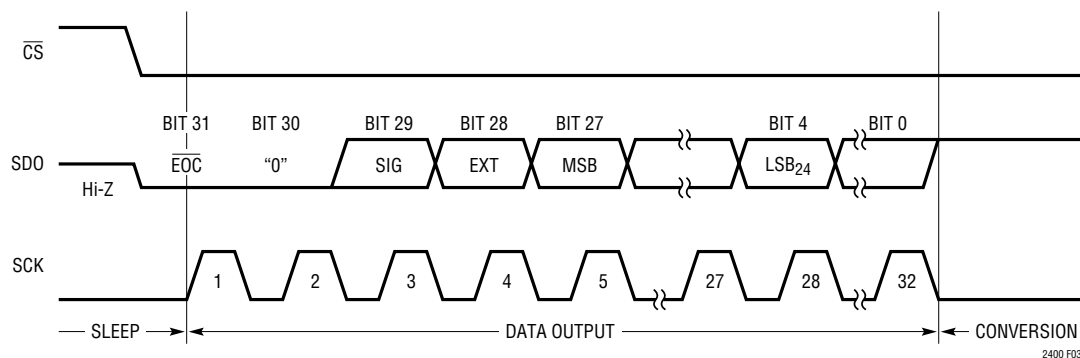 CS
BIT 31 BIT 30 BIT 29 BIT 28 BIT 27 BIT 4 BIT 0
SDO EOC “0” SIG EXT MSB LSB24
Hi-Z
SCK 1 2 3 4 5 27 28 32
SLEEP DATA OUTPUT CONVERSION
2400 F03